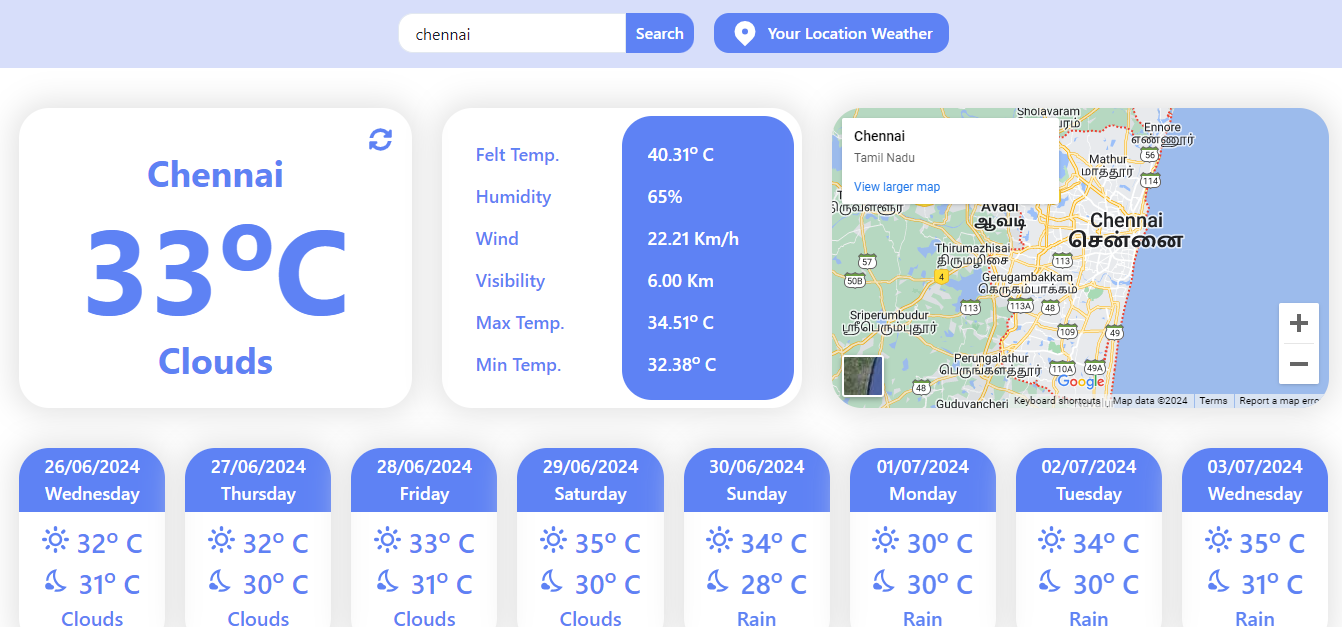 chennai
Search
Your Location Weather
Chennai
33°C
Clouds
Felt Temp. 40.31° C
Humidity 65%
Wind 22.21 Km/h
Visibility 6.00 Km
Max Temp. 34.51° C
Min Temp. 32.38° C
Chennai
Tamil Nadu
View larger map
Sholavaram
Ennore
எண்ணூர்
56
Mathur
மாத்தூர்
114
Avadi
ஆவடி
Chennai
சென்னை
Thirumazhisai
திருமழிசை
57
113
50B
4
Gerugambakkam
கெருகம்பாக்கம்
113
113A
48
Sriperumbudur
ஸ்ரீபெரும்புதூர்
109
49
Perungalathur
பெருங்களத்தூர்
110A
49A
Google
48
Guduvancheri
Keyboard shortcuts
Map data ©2024
Terms
Report a map erro
26/06/2024
Wednesday
32° C
31° C
Clouds
27/06/2024
Thursday
32° C
30° C
Clouds
28/06/2024
Friday
33° C
31° C
Clouds
29/06/2024
Saturday
35° C
30° C
Clouds
30/06/2024
Sunday
34° C
28° C
Rain
01/07/2024
Monday
30° C
30° C
Rain
02/07/2024
Tuesday
34° C
30° C
Rain
03/07/2024
Wednesday
35° C
31° C
Rain